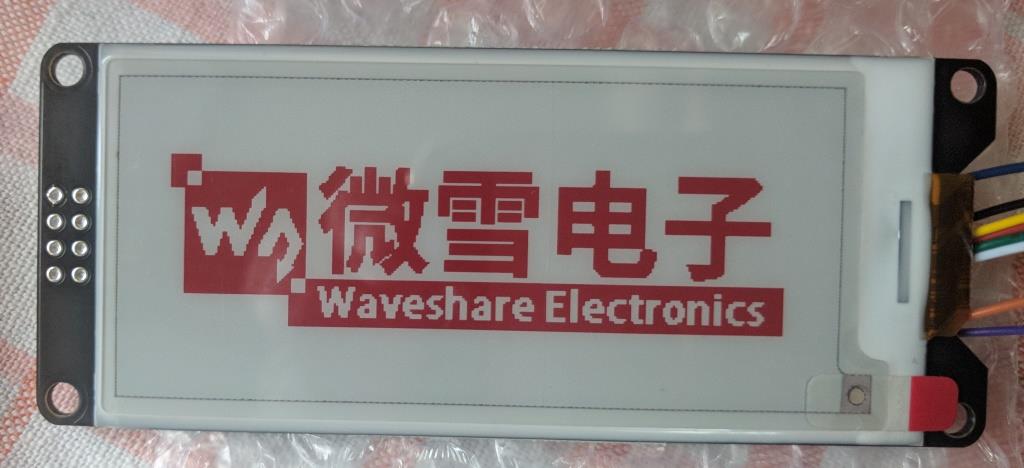 微雪电子
Waveshare Electronics